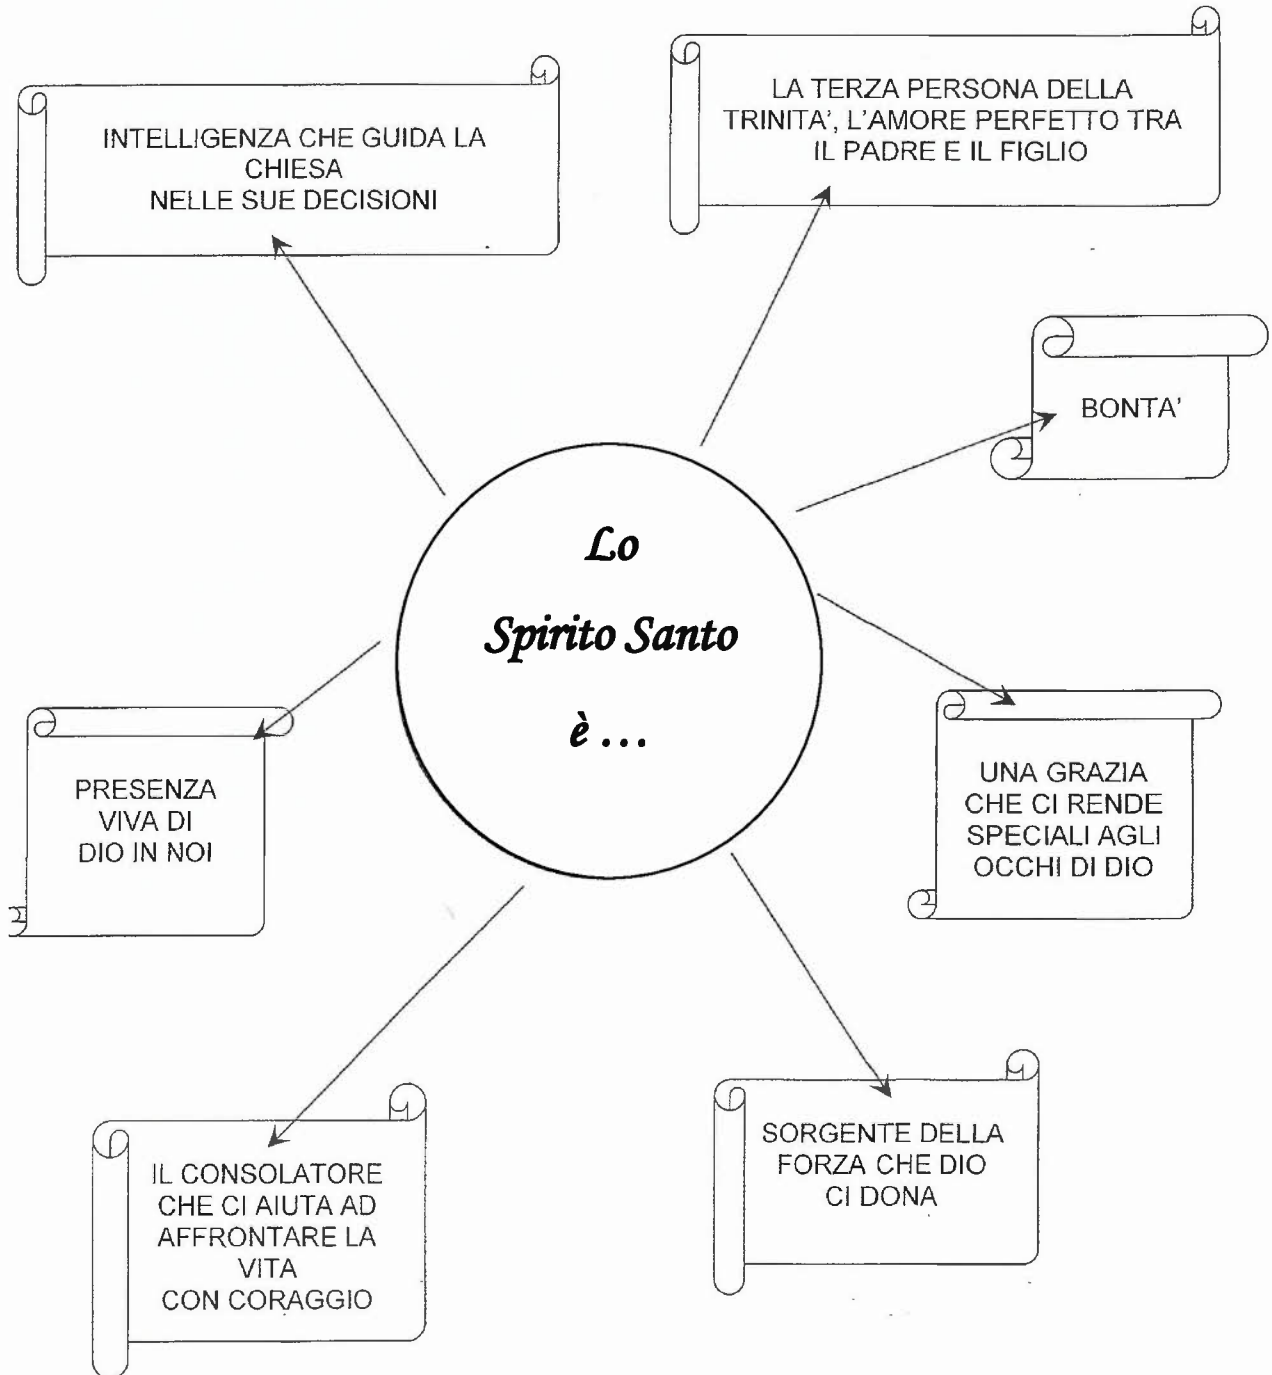 INTELLIGENZA CHE GUIDA LA
CHIESA
NELLE SUE DECISIONI
LA TERZA PERSONA DELLA
TRINITA’, L’AMORE PERFETTO TRA
IL PADRE E IL FIGLIO
BONTA’
Lo
Spirito Santo
è ...
PRESENZA
VIVA DI
DIO IN NOI
UNA GRAZIA
CHE CI RENDE
SPECIALI AGLI
OCCHI DI DIO
IL CONSOLATORE
CHE CI AIUTA AD
AFFRONTARE LA
VITA
CON CORAGGIO
SORGENTE DELLA
FORZA CHE DIO
CI DONA